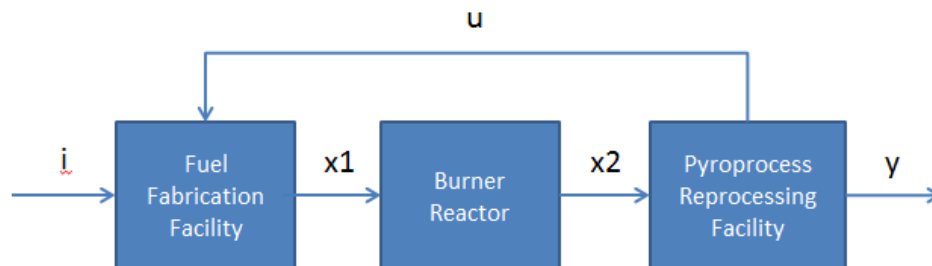 u
i
Fuel
Fabrication
Facility
x1
Burner
Reactor
x2
Pyroprocess
Reprocessing
Facility
y